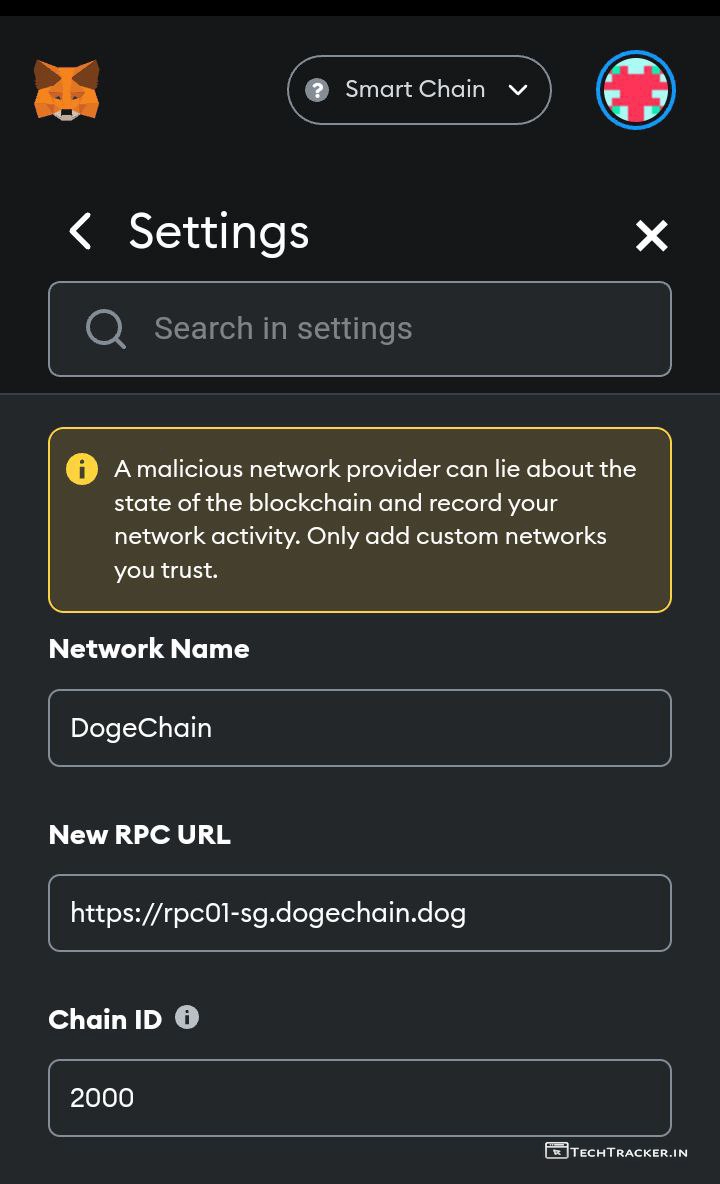 Smart Chain
Settings
Search in settings
A malicious network provider can lie about the
state of the blockchain and record your
network activity. Only add custom networks
you trust.
Network Name
DogeChain
New RPC URL
https://rpc01-sg.dogechain.dog
Chain ID
2000
TECHTRACKER.IN